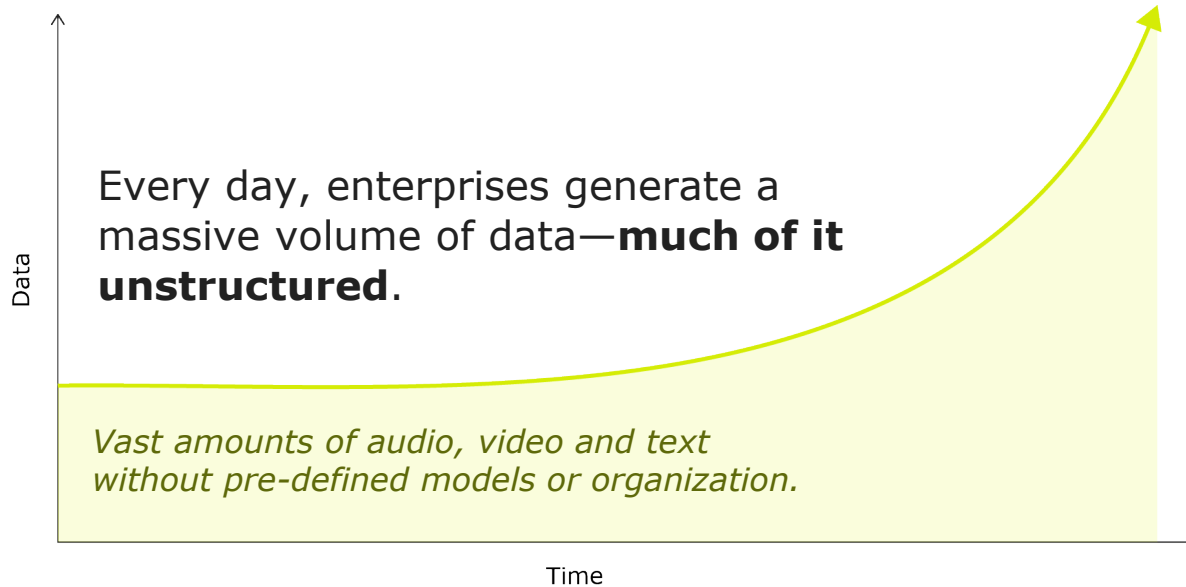 Every day, enterprises generate a
massive volume of data—much of it
unstructured.
Data
Vast amounts of audio, video and text
without pre-defined models or organization.
Time